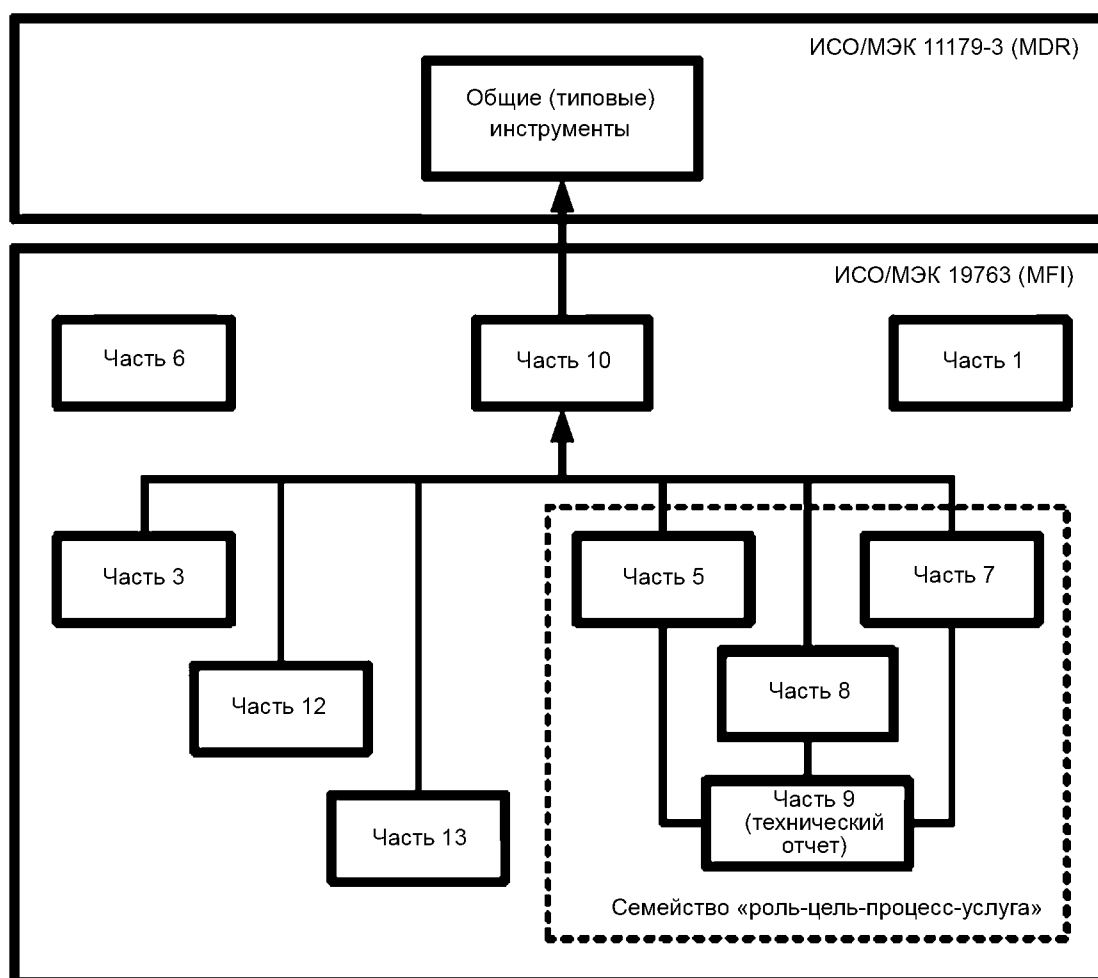 ИСО/МЭК 11179-3 (MDR)
Общие (типовые)
инструменты
ИСО/МЭК 19763 (MFI)
Часть 6
Часть 10
Часть 1
Часть 3
Часть 5
Часть 7
Часть 12
Часть 8
Часть 13
Часть 9
(технический
отчет)
Семейство «роль-цель-процесс-услуга»